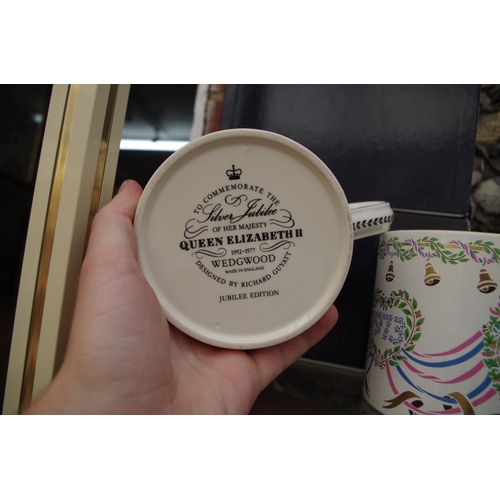 TO COMMEMORATE THE
Silver Jubilee
OF HER MAJESTY
QUEEN ELIZABETH II
1952-1977
WEDGWOOD
MADE IN ENGLAND
DESIGNED BY RICHARD GUYATT
JUBILEE EDITION